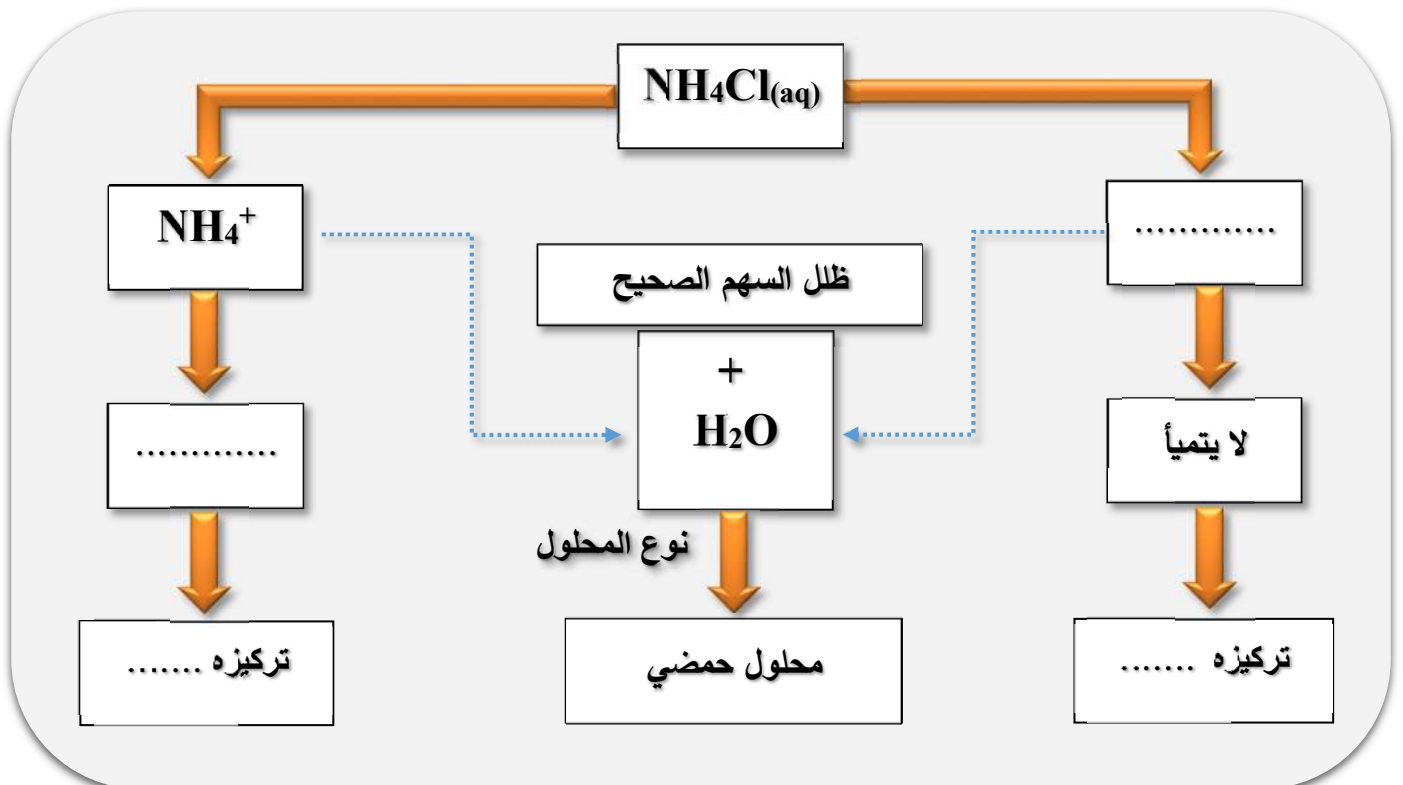 NH₄Cl(aq)
NH₄⁺
.............
ظلل السهم الصحيح
+
H₂O
.............
لا يتميأ
نوع المحلول
تركيزه .......
محلول حمضي
تركيزه .......